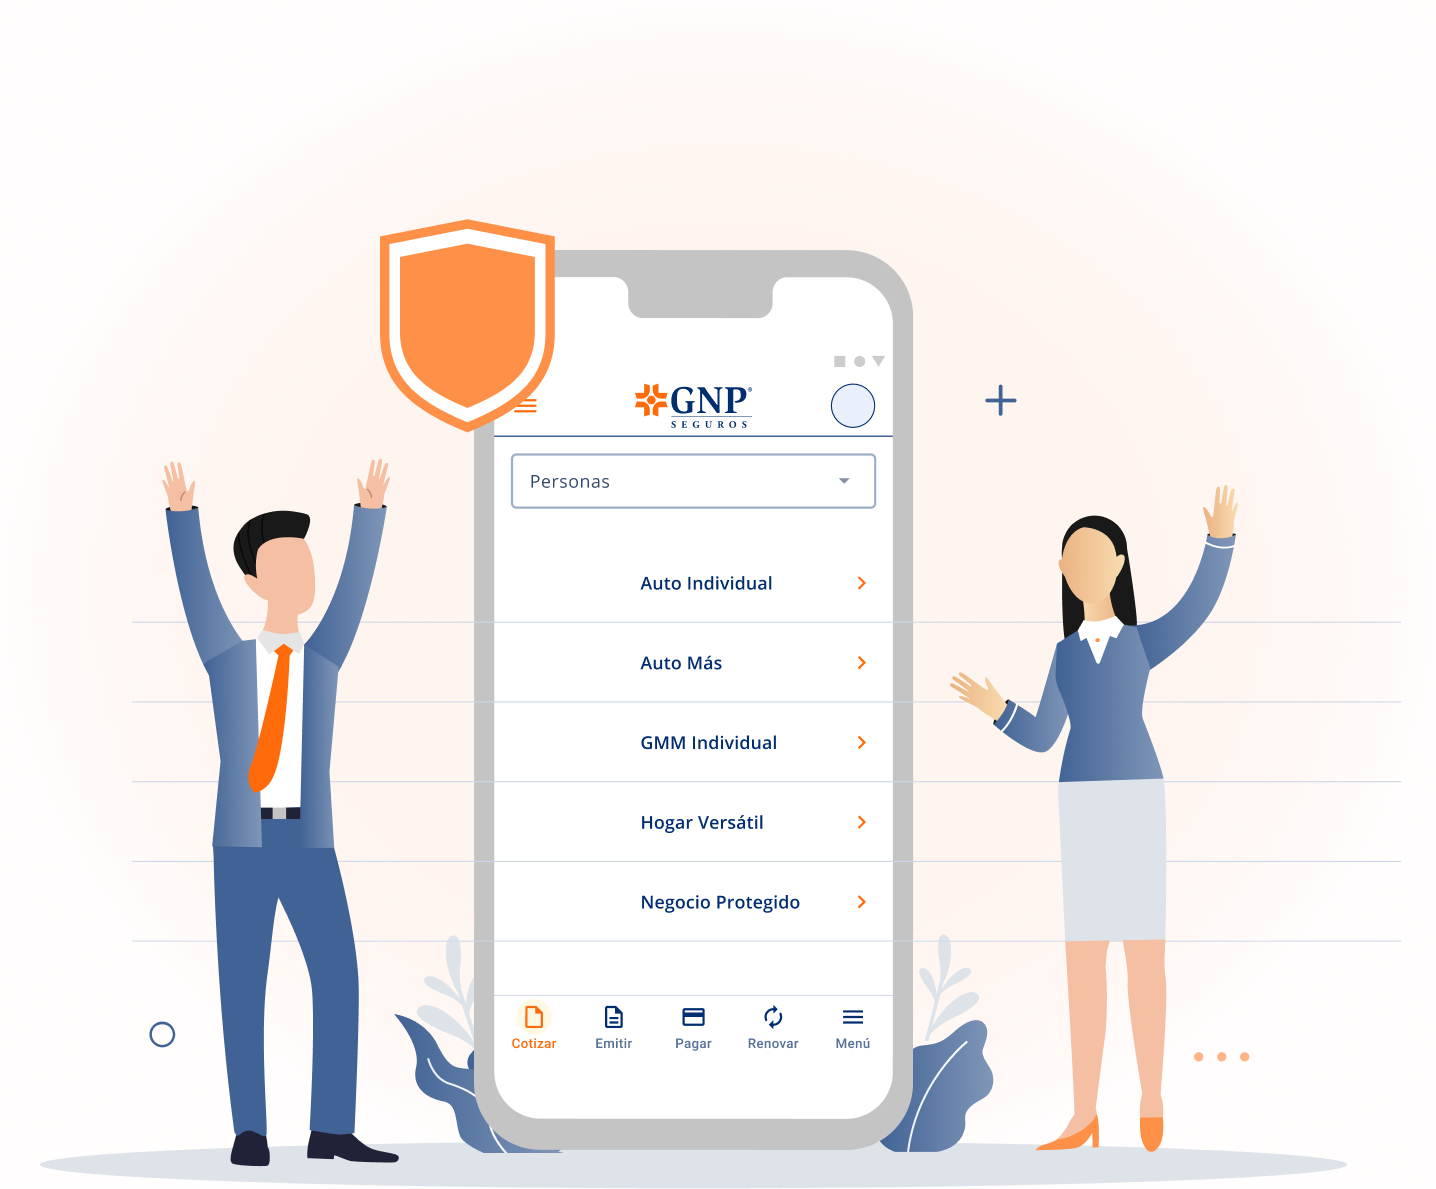 GNP®
SEGUROS
Personas
Auto Individual
Auto Más
GMM Individual
Hogar Versátil
Negocio Protegido
Cotizar
Emitir
Pagar
Renovar
Menú